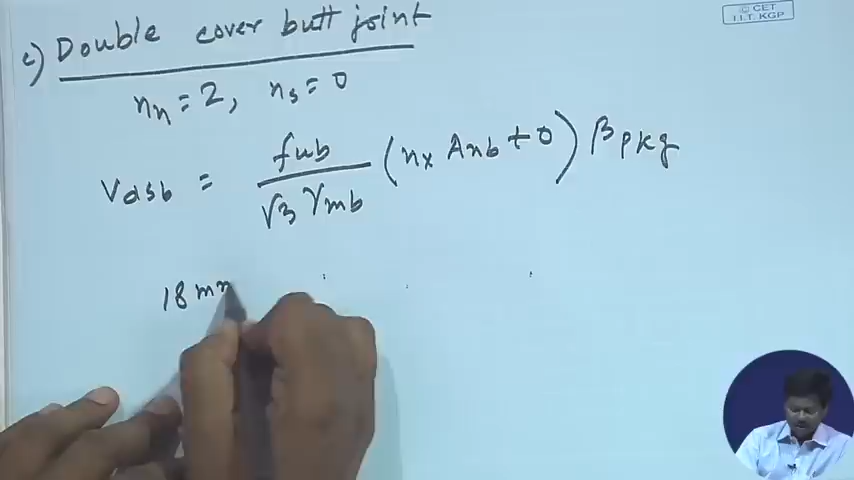 © CET
I.I.T. KGP
c) Double cover butt joint
nn = 2, ns = 0
Vdsb = fub / √3 γmb (n x Anb + 0) βpkg
18 mm